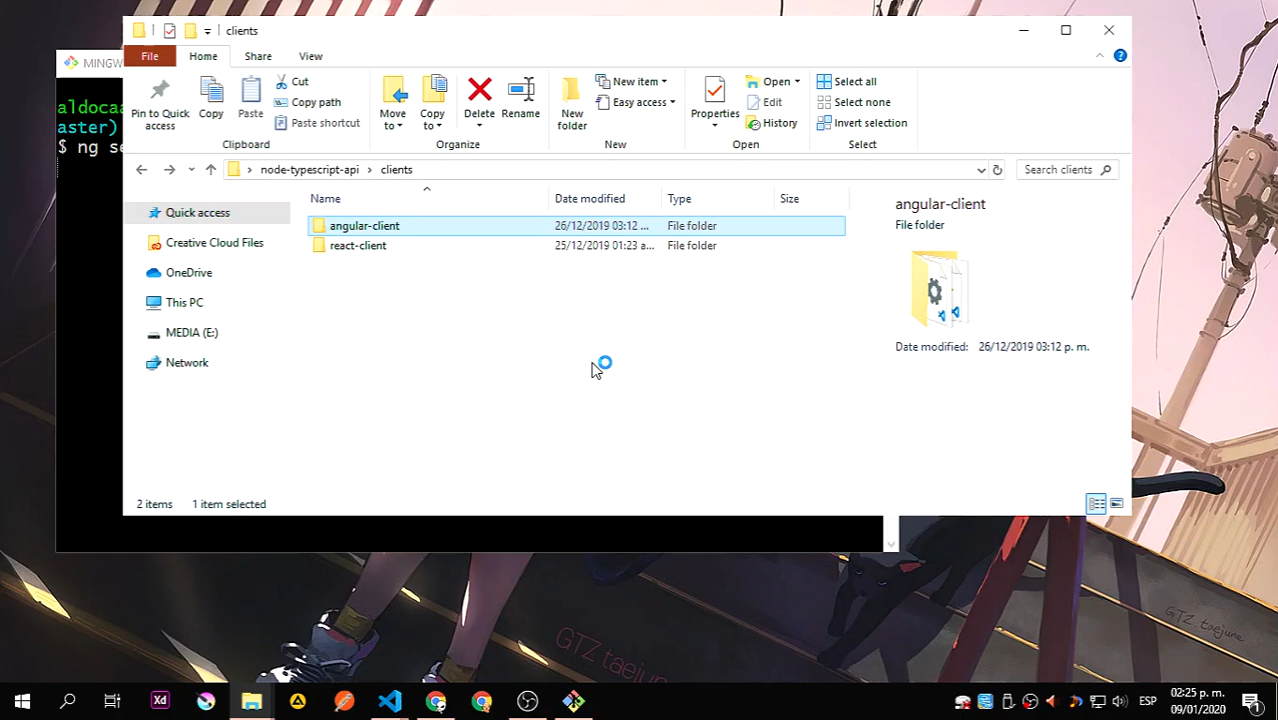 clients
MINGW
File
Home
Share
View
Pin to Quick access
Copy
Paste
Cut
Copy path
Paste shortcut
Clipboard
Move to
Copy to
Delete
Rename
Organize
New folder
New item
Easy access
New
Properties
Open
Edit
History
Open
Select all
Select none
Invert selection
Select
aldoca
aster)
$ ng se
node-typescript-api > clients
Search clients
Name
Date modified
Type
Size
angular-client
26/12/2019 03:12 ...
File folder
react-client
25/12/2019 01:23 a...
File folder
Quick access
Creative Cloud Files
OneDrive
This PC
MEDIA (E:)
Network
angular-client
File folder
Date modified: 26/12/2019 03:12 p. m.
2 items
1 item selected
GTZ taejune
GTZ taejun
Xd
ESP
02:25 p. m.
09/01/2020
1